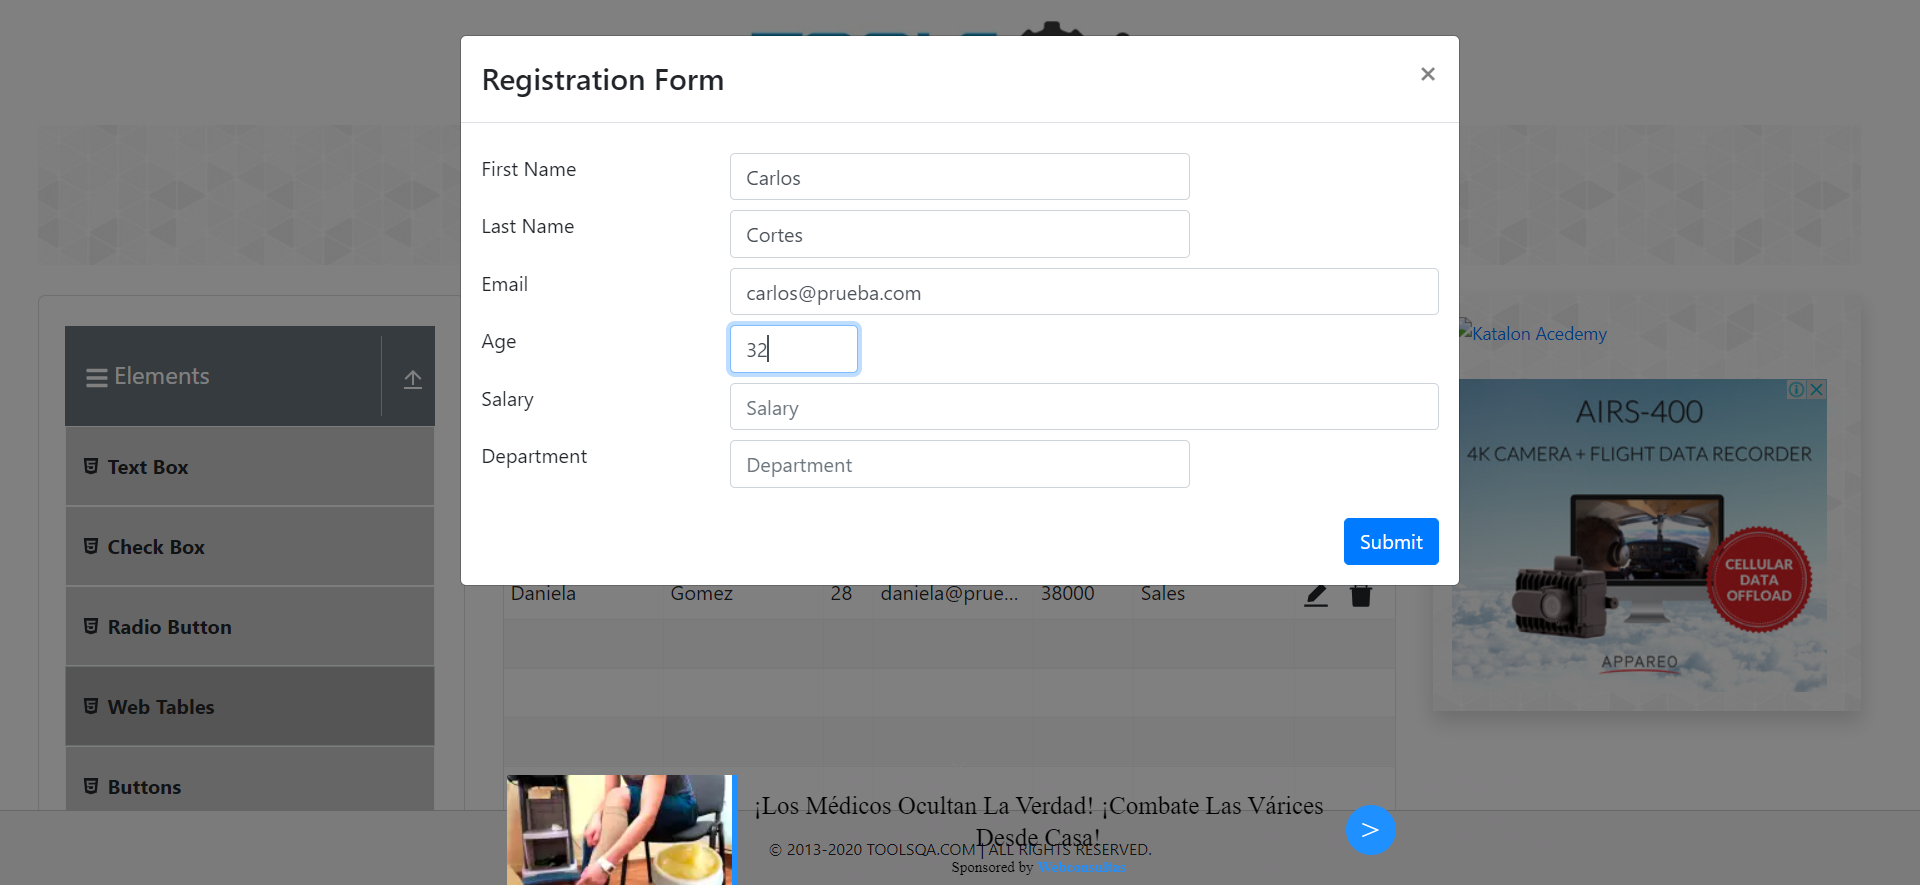 Registration Form
×
First Name
Carlos
Last Name
Cortes
Email
carlos@prueba.com
Age
32
Salary
Salary
Department
Department
Submit
Elements
Text Box
Check Box
Radio Button
Web Tables
Buttons
Daniela Gomez 28 daniela@prue... 38000 Sales
Katalon Acedemy
AIRS-400
4K CAMERA + FLIGHT DATA RECORDER
CELLULAR
DATA
OFFLOAD
APPAREO
¡Los Médicos Ocultan La Verdad! ¡Combate Las Várices
Desde Casa!
>
© 2013-2020 TOOLSQA.COM | ALL RIGHTS RESERVED.
Sponsored by